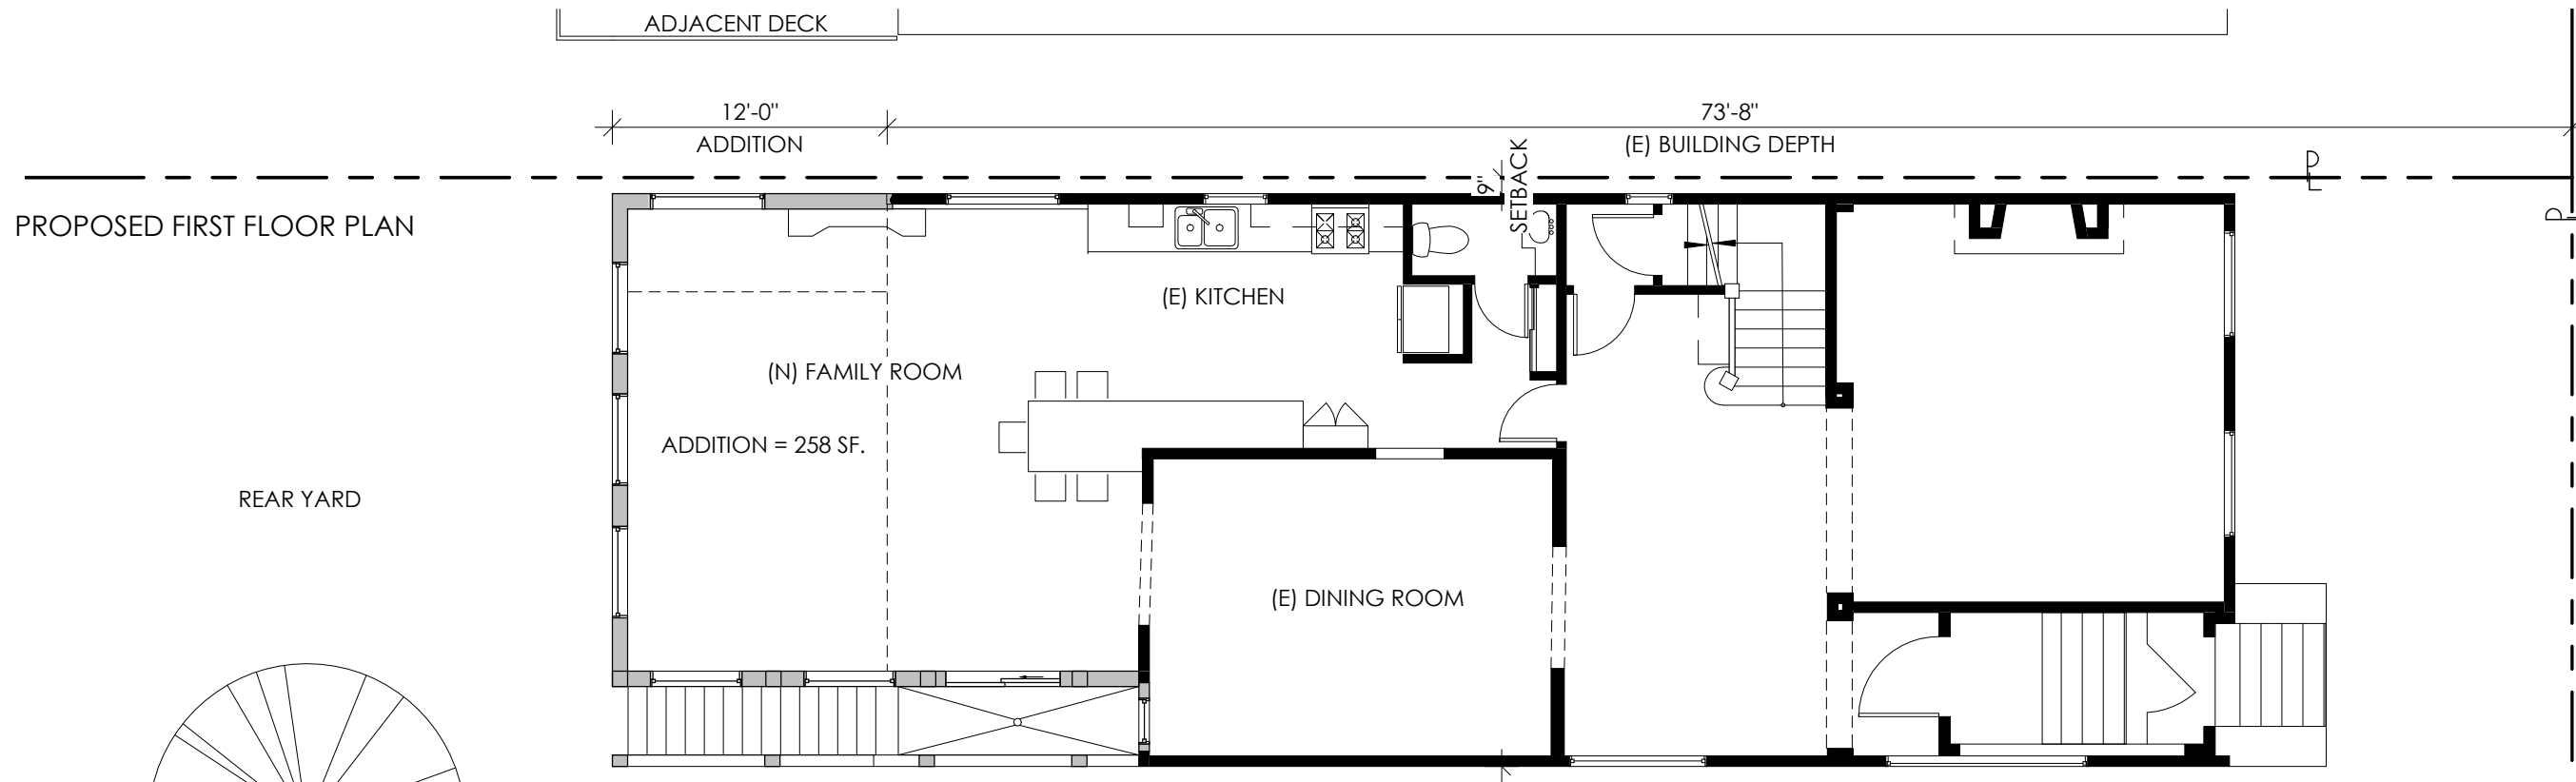 ADJACENT DECK
12'-0"
73'-8"
ADDITION
(E) BUILDING DEPTH
9"
SETBACK
PL
PROPOSED FIRST FLOOR PLAN
(E) KITCHEN
(N) FAMILY ROOM
ADDITION = 258 SF.
REAR YARD
(E) DINING ROOM